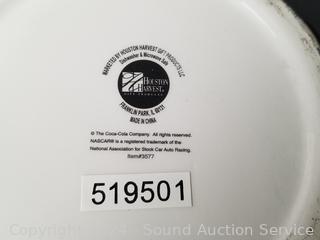 MARKETED BY HOUSTON HARVEST GIFT PRODUCTS LLC
Dishwasher & Microwave Safe
HOUSTON
HARVEST
GIFT PRODUCTS
FRANKLIN PARK, IL 60131
MADE IN CHINA
© The Coca-Cola Company. All rights reserved.
NASCAR® is a registered trademark of the
National Association for Stock Car Auto Racing.
Item#3577
519501
Sound Auction Service